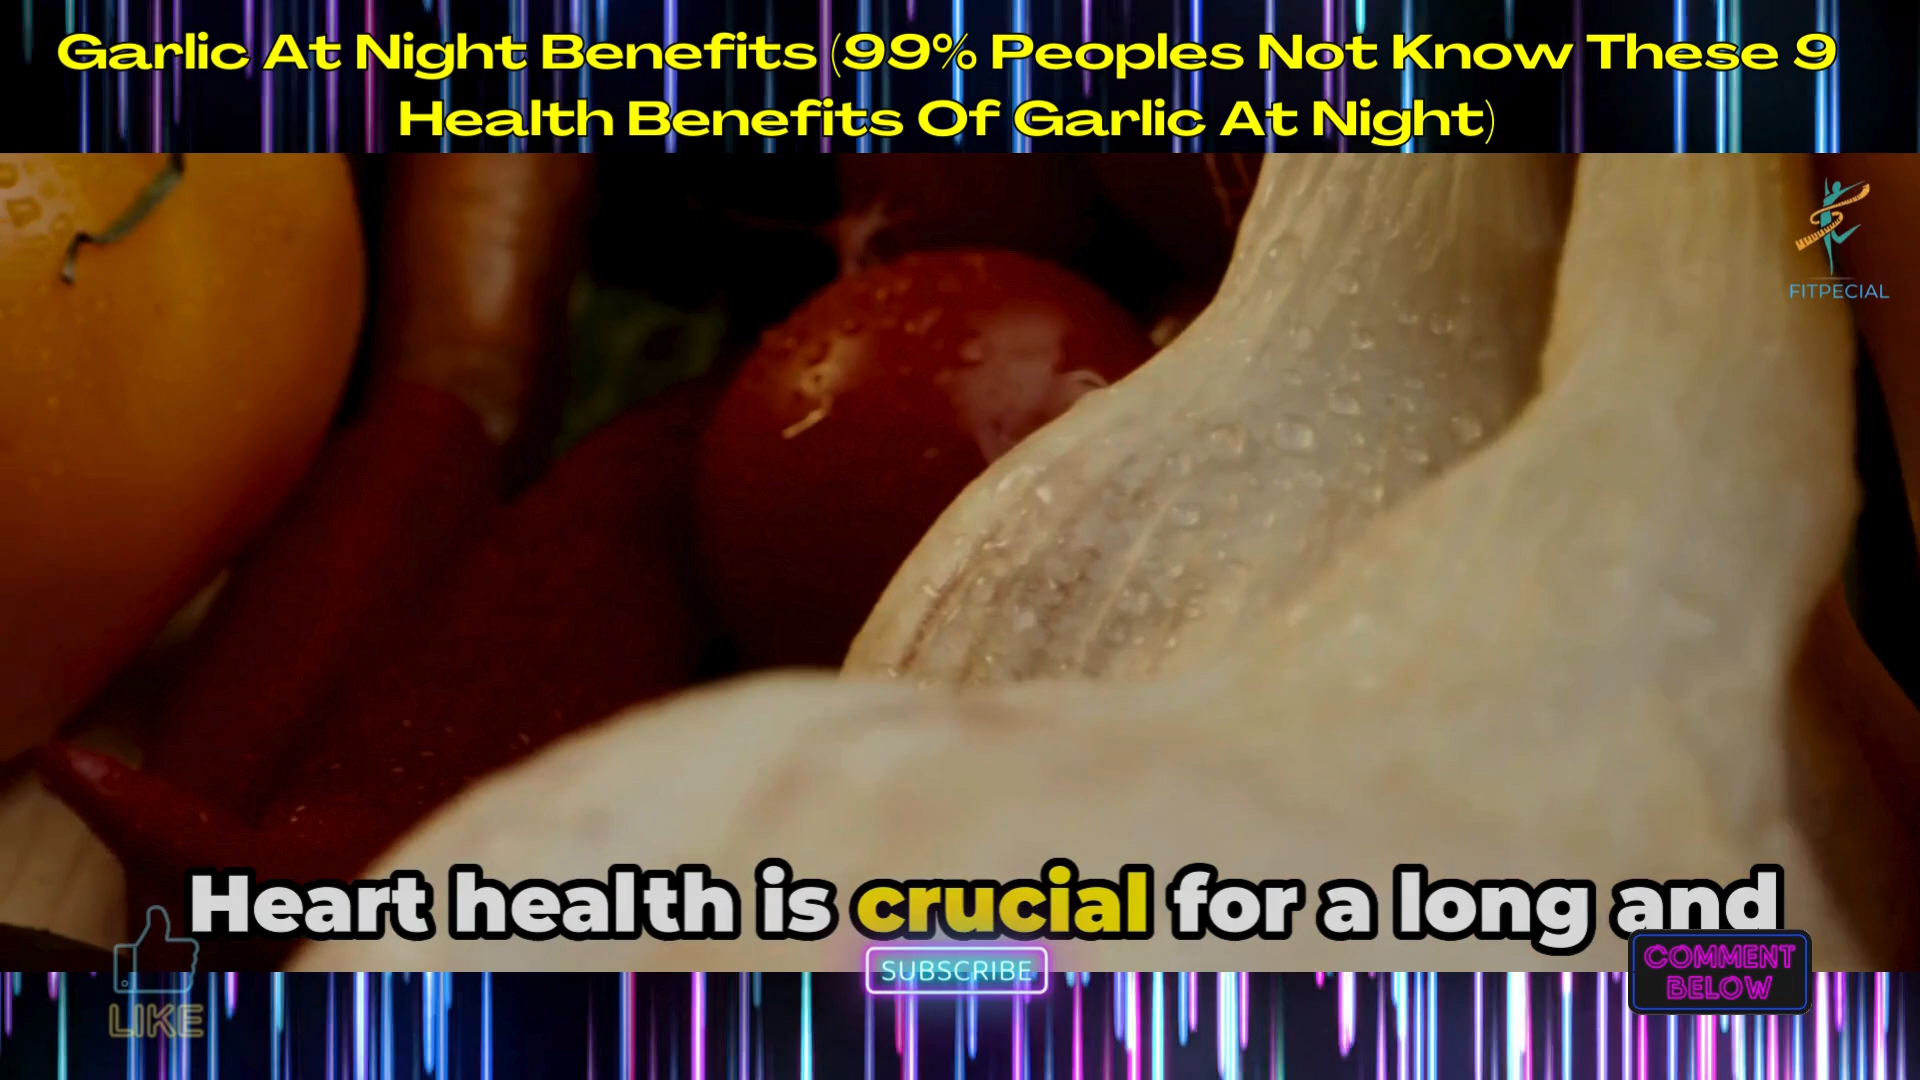 Garlic At Night Benefits (99% Peoples Not Know These 9
Health Benefits Of Garlic At Night)
FITPECIAL
Heart health is crucial for a long and
SUBSCRIBE
COMMENT
BELOW
LIKE